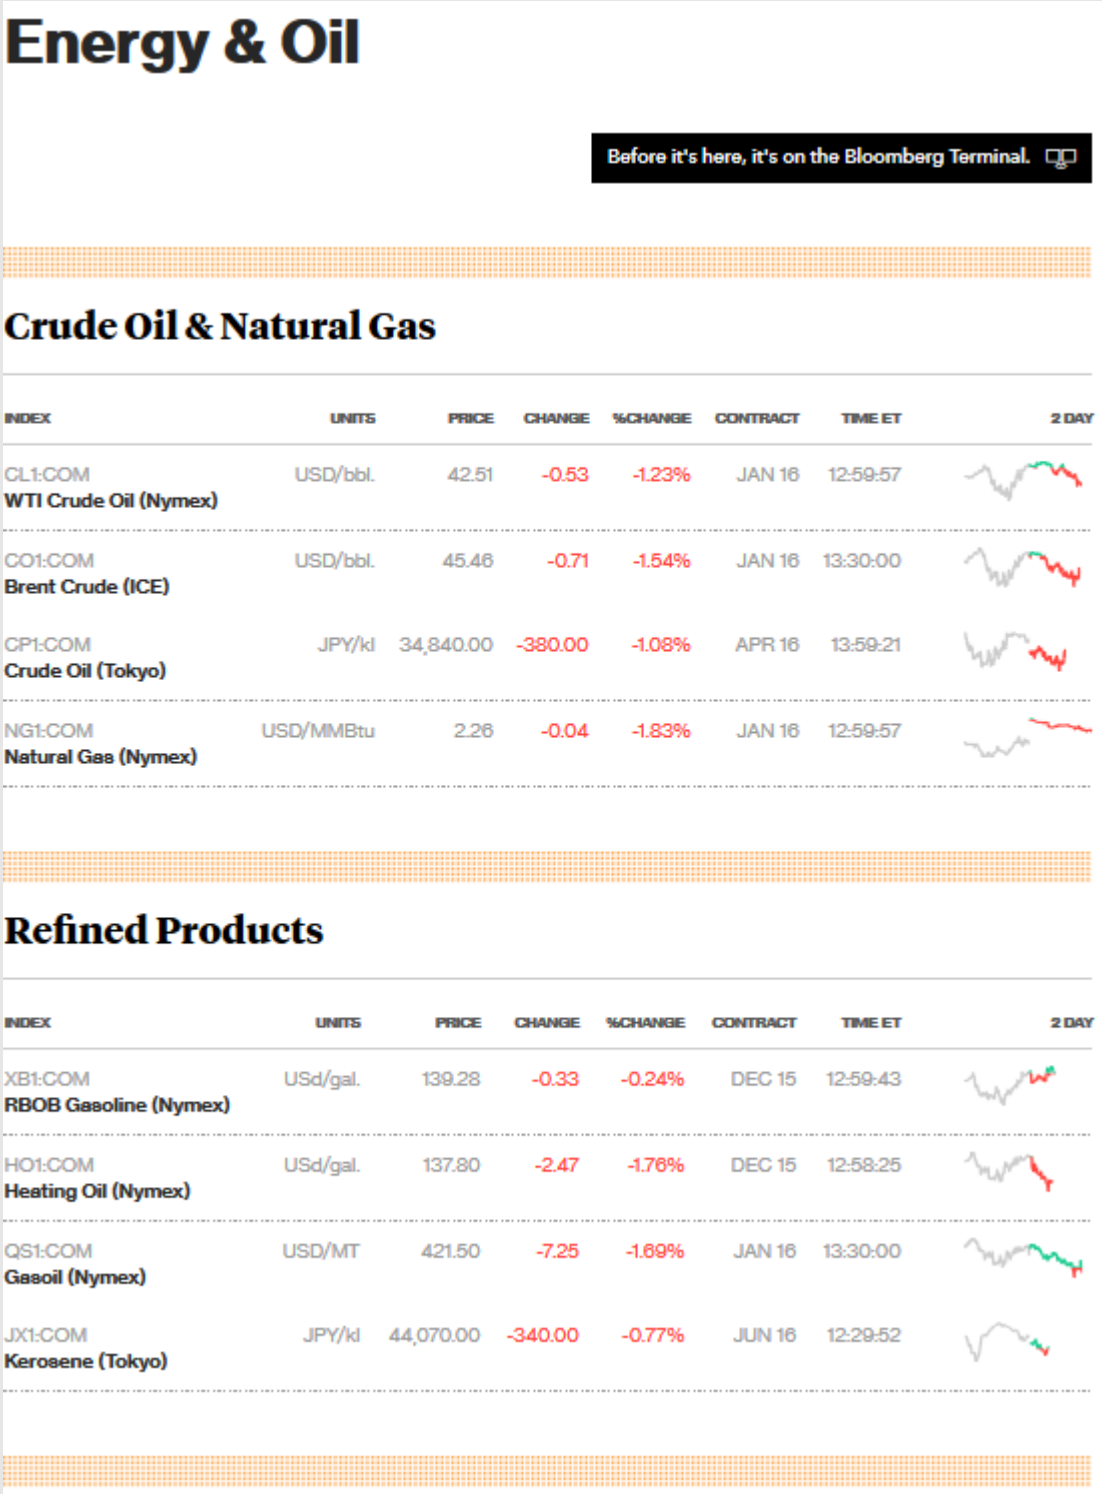 Energy & Oil
Before it's here, it's on the Bloomberg Terminal.
Crude Oil & Natural Gas
INDEX UNITS PRICE CHANGE %CHANGE CONTRACT TIME ET 2 DAY
CL1:COM USD/bbl. 42.51 -0.53 -1.23% JAN 16 12:59:57
WTI Crude Oil (Nymex)
CO1:COM USD/bbl. 45.46 -0.71 -1.54% JAN 16 13:30:00
Brent Crude (ICE)
CP1:COM JPY/kl 34,840.00 -380.00 -1.08% APR 16 13:59:21
Crude Oil (Tokyo)
NG1:COM USD/MMBtu 2.26 -0.04 -1.83% JAN 16 12:59:57
Natural Gas (Nymex)
Refined Products
INDEX UNITS PRICE CHANGE %CHANGE CONTRACT TIME ET 2 DAY
XB1:COM USd/gal. 139.28 -0.33 -0.24% DEC 15 12:59:43
RBOB Gasoline (Nymex)
HO1:COM USd/gal. 137.80 -2.47 -1.76% DEC 15 12:58:25
Heating Oil (Nymex)
QS1:COM USD/MT 421.50 -7.25 -1.69% JAN 16 13:30:00
Gasoil (Nymex)
JX1:COM JPY/kl 44,070.00 -340.00 -0.77% JUN 16 12:29:52
Kerosene (Tokyo)